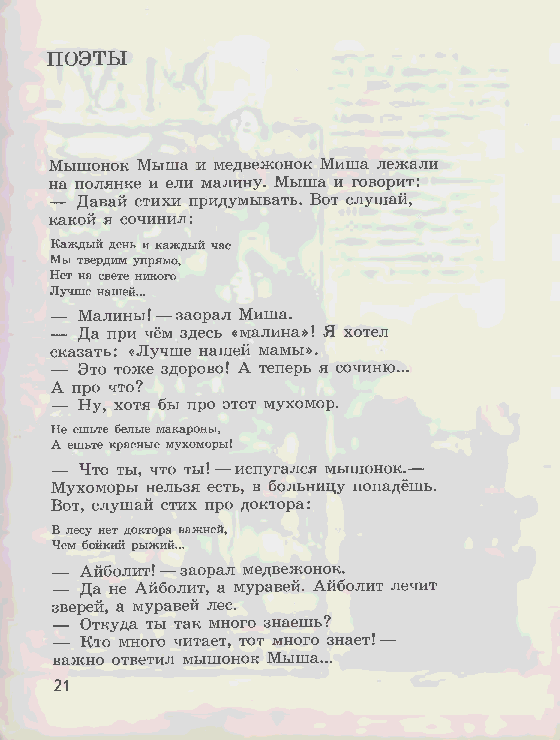 ПОЭТЫ
Мышонок Мыша и медвежонок Миша лежали
на полянке и ели малину. Мыша и говорит:
— Давай стихи придумывать. Вот слушай,
какой я сочинил:
Каждый день и каждый час
Мы твердим упрямо,
Нет на свете никого
Лучше нашей...
— Малины! — заорал Миша.
— Да при чём здесь «малина»! Я хотел
сказать: «Лучше нашей мамы».
— Это тоже здорово! А теперь я сочиню...
А про что?
— Ну, хотя бы про этот мухомор.
Не ешьте белые макароны,
А ешьте красные мухоморы!
— Что ты, что ты! — испугался мышонок.—
Мухоморы нельзя есть, в больницу попадёшь.
Вот, слушай стих про доктора:
В лесу нет доктора важней,
Чем бойкий рыжий...
— Айболит! — заорал медвежонок.
— Да не Айболит, а муравей. Айболит лечит
зверей, а муравей лес.
— Откуда ты так много знаешь?
— Кто много читает, тот много знает! —
важно ответил мышонок Мыша...
21